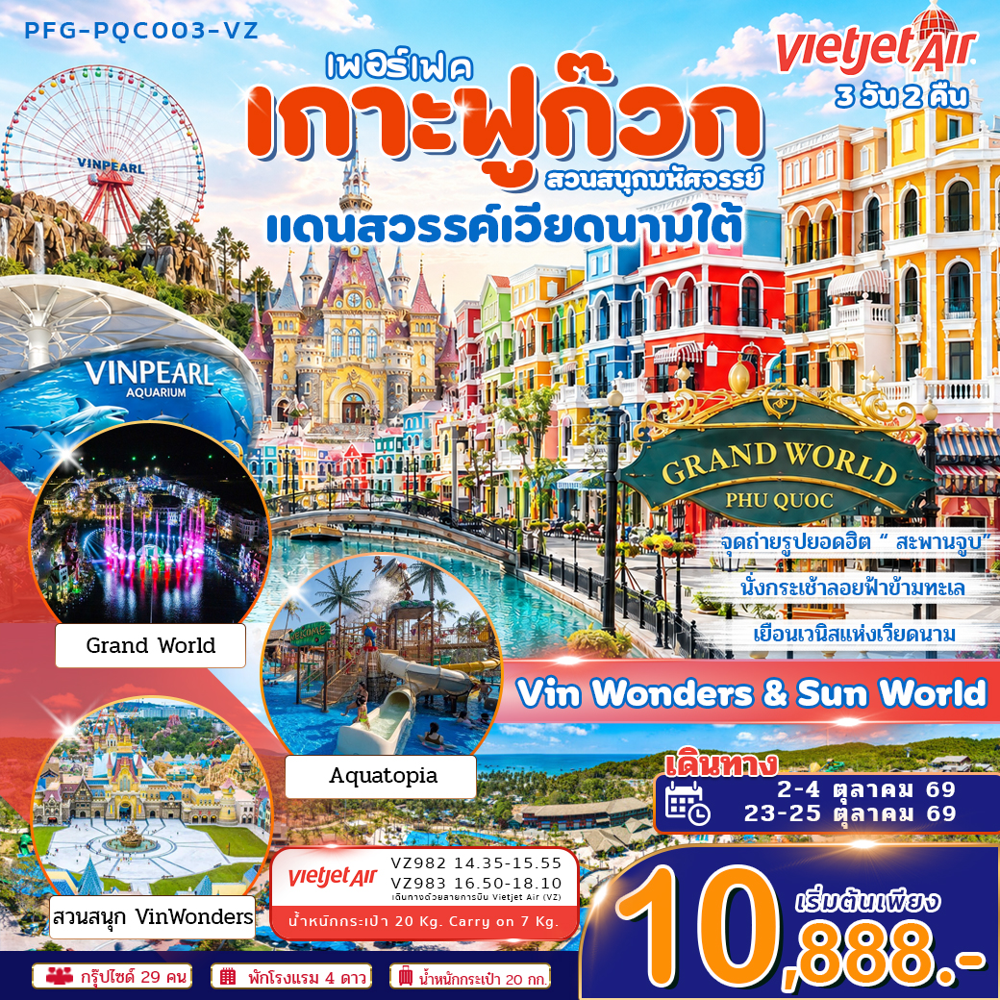 PFG-PQC003-VZ
vietjet Air.
3 วัน 2 คืน
เพอร์เฟค
เกาะฟูก๊วก
สวนสนุกมหัศจรรย์
แดนสวรรค์เวียดนามใต้
VINPEARL
VINPEARL
AQUARIUM
GRAND WORLD
PHU QUOC
จุดถ่ายรูปยอดฮิต “ สะพานจูบ”
นั่งกระเช้าลอยฟ้าข้ามทะเล
เยือนเวนิสแห่งเวียดนาม
Grand World
WELCOME
Aquatopia
Vin Wonders & Sun World
เดินทาง
2-4 ตุลาคม 69
23-25 ตุลาคม 69
สวนสนุก VinWonders
vietjet Air
VZ982 14.35-15.55
VZ983 16.50-18.10
เดินทางด้วยสายการบิน Vietjet Air (VZ)
น้ำหนักกระเป๋า 20 Kg. Carry on 7 Kg.
เริ่มต้นเพียง
10,888.-
กรุ๊ปไซด์ 29 คน
พักโรงแรม 4 ดาว
น้ำหนักกระเป๋า 20 กก.